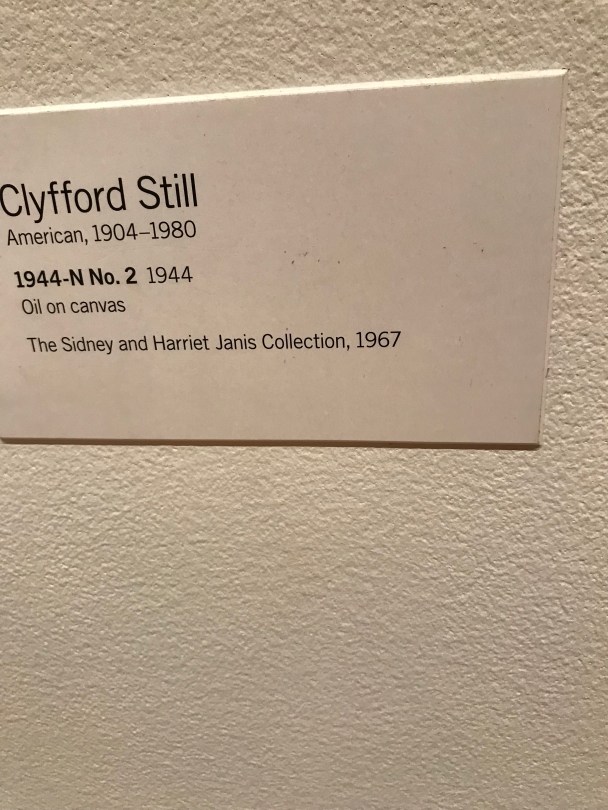 Clyfford Still
American, 1904–1980
1944-N No. 2 1944
Oil on canvas
The Sidney and Harriet Janis Collection, 1967